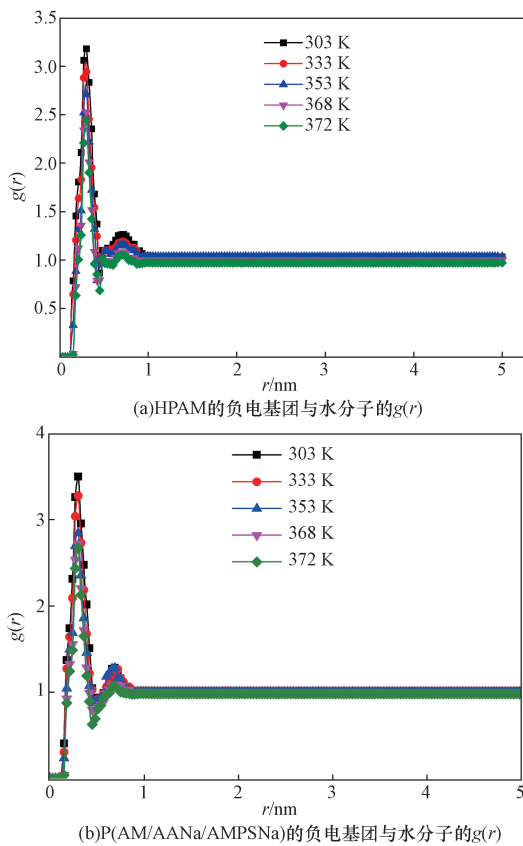 3.5
3.0
2.5
2.0
1.5
1.0
0.5
g(r)
303 K
333 K
353 K
368 K
372 K
0 1 2 3 4 5
r/nm
(a)HPAM的负电基团与水分子的g(r)
4
3
2
1
g(r)
303 K
333 K
353 K
368 K
372 K
0 1 2 3 4 5
r/nm
(b)P(AM/AANa/AMPSNa)的负电基团与水分子的g(r)